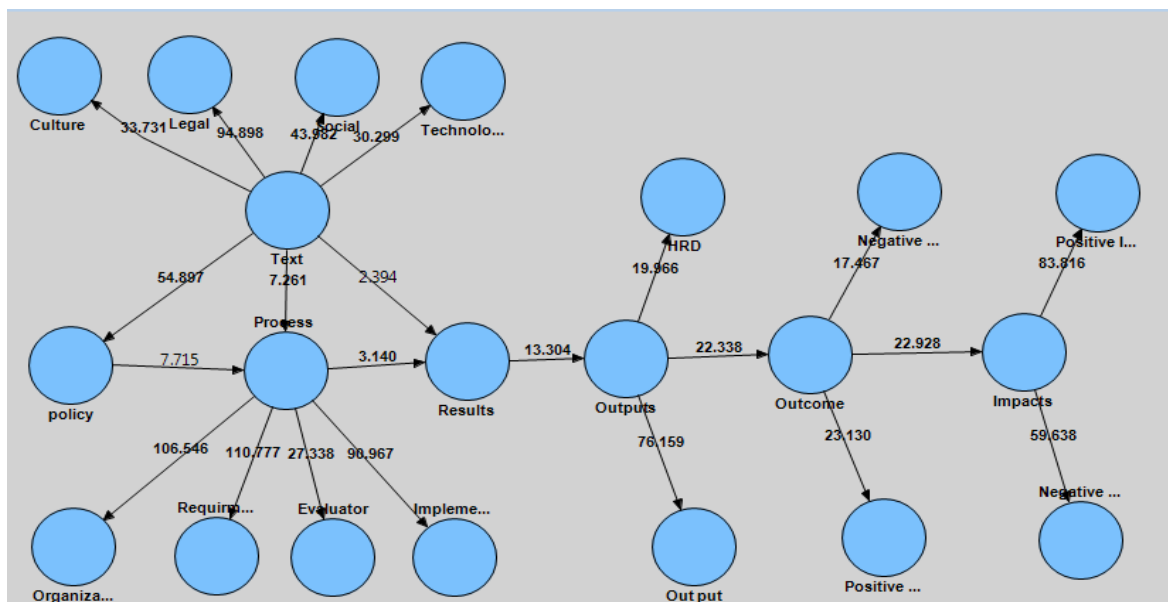 Culture
Legal
Social
Technolo...
33.731
94.898
43.982
30.299
Text
HRD
Negative ...
Positive I...
54.897
7.261
2.394
19.966
17.467
83.816
Process
policy
7.715
3.140
Results
13.304
Outputs
22.338
Outcome
22.928
Impacts
106.546
110.777
27.338
90.967
76.159
23.130
59.638
Requirm...
Evaluator
Impleme...
Negative ...
Organiza...
Output
Positive ...